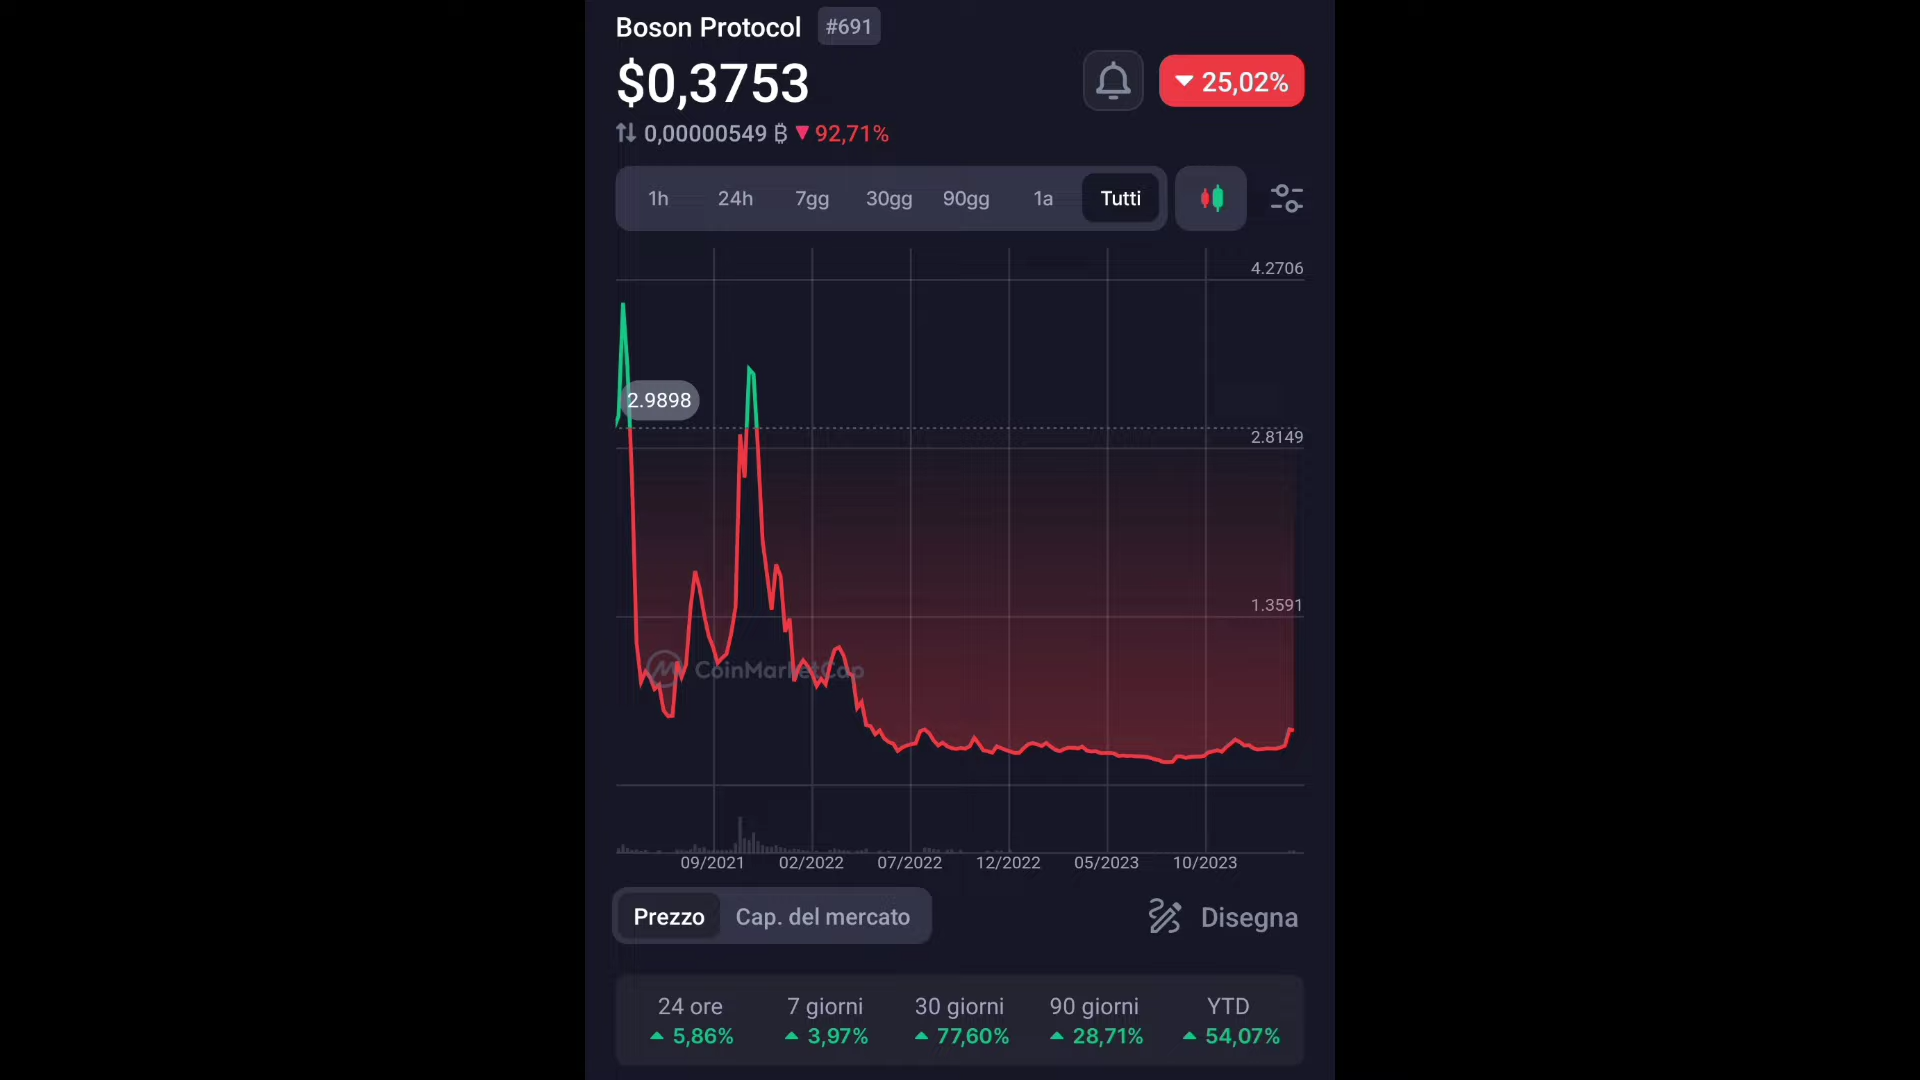 Boson Protocol #691
$0,3753
25,02%
0,00000549 ₿ 92,71%
1h 24h 7gg 30gg 90gg 1a Tutti
4.2706
2.9898
2.8149
1.3591
CoinMarketCap
09/2021 02/2022 07/2022 12/2022 05/2023 10/2023
Prezzo Cap. del mercato Disegna
24 ore 7 giorni 30 giorni 90 giorni YTD
5,86% 3,97% 77,60% 28,71% 54,07%